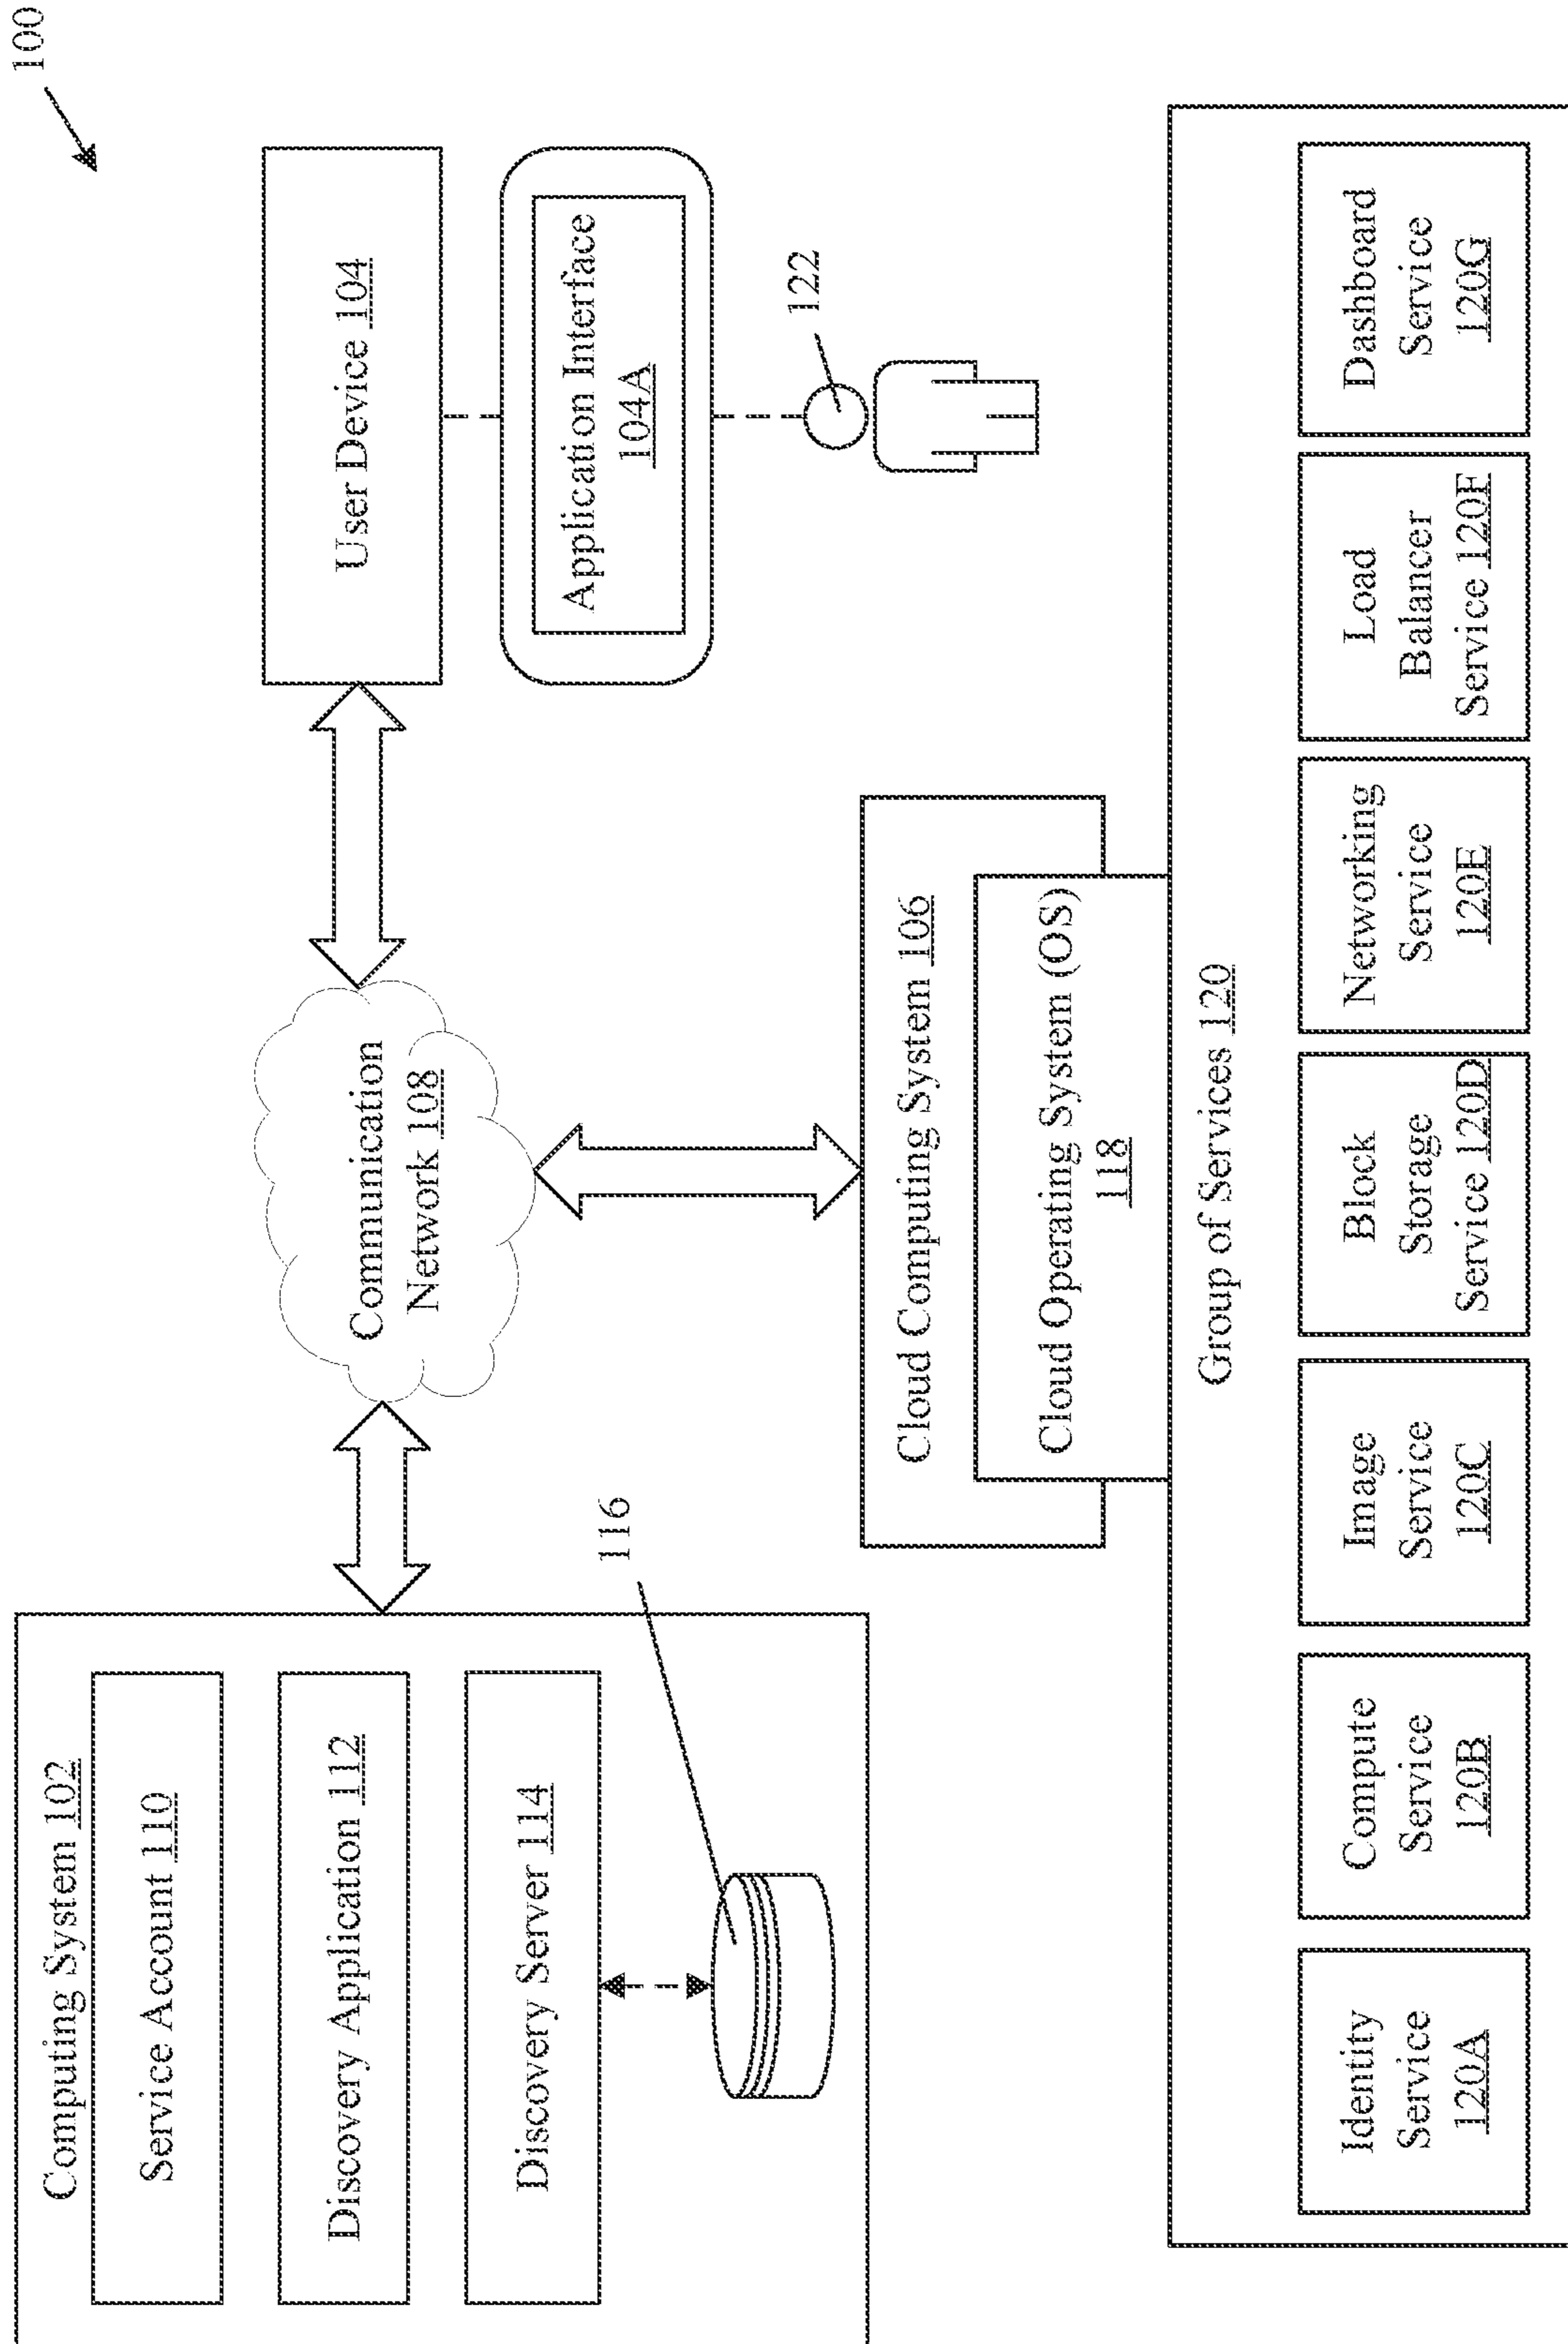 100
Computing System 102
Service Account 110
Discovery Application 112
Discovery Server 114
116
Communication
Network 108
User Device 104
Application Interface
104A
122
Cloud Computing System 106
Cloud Operating System (OS)
118
Group of Services 120
Identity
Service
120A
Compute
Service
120B
Image
Service
120C
Block
Storage
Service 120D
Networking
Service
120E
Load
Balancer
Service 120F
Dashboard
Service
120G